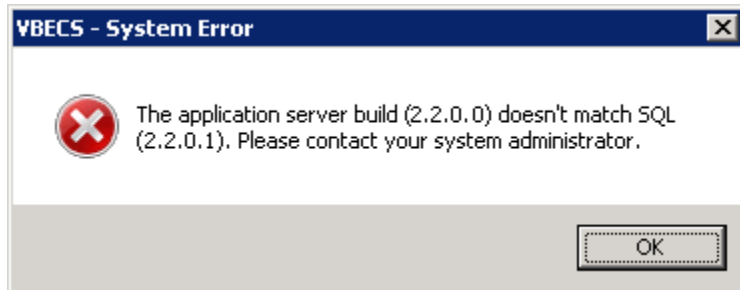 VBECS - System Error
The application server build (2.2.0.0) doesn't match SQL
(2.2.0.1). Please contact your system administrator.
OK